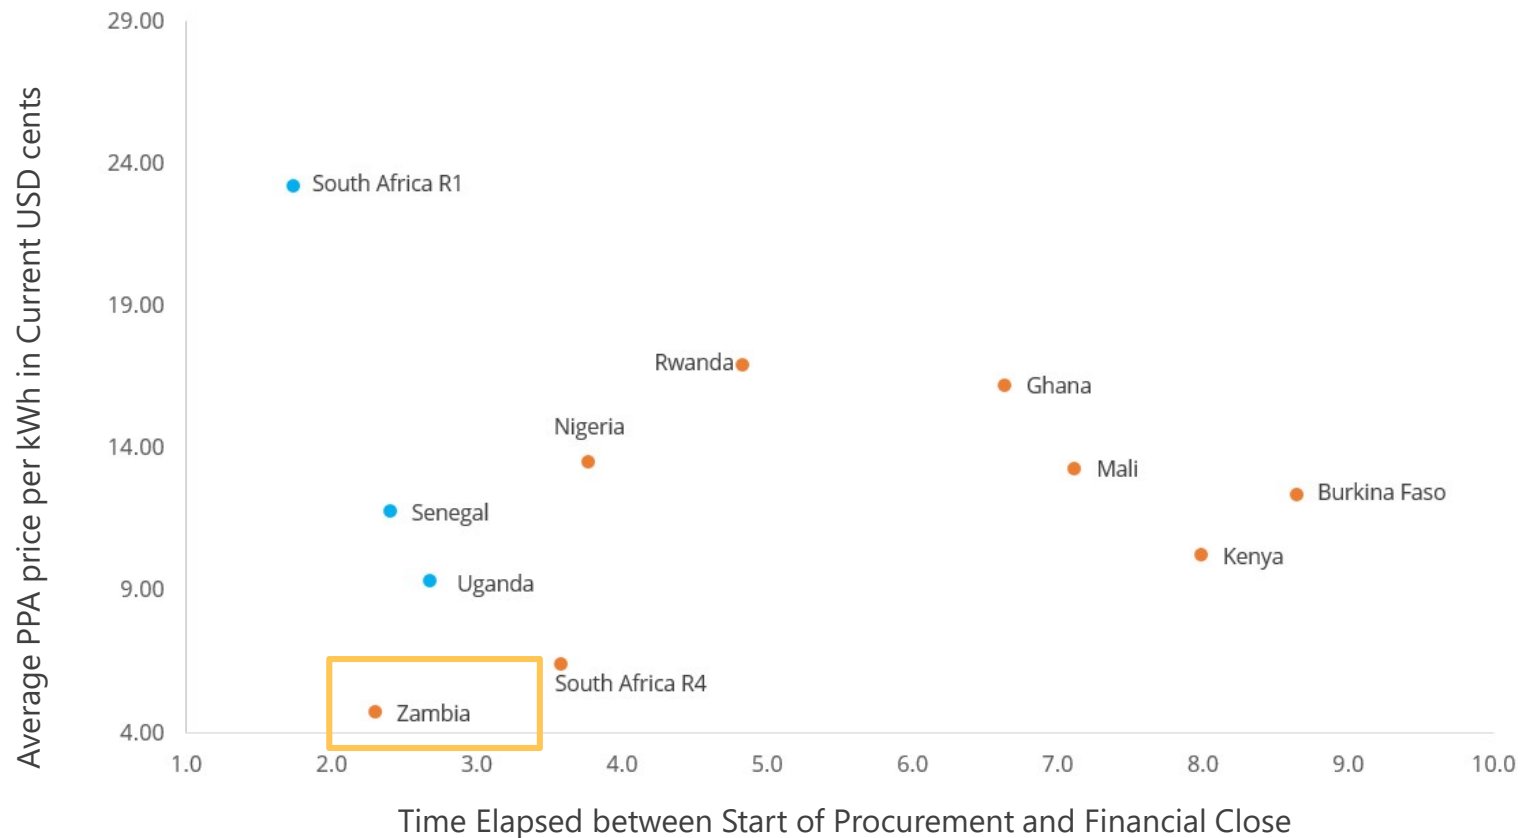 Average PPA price per kWh in Current USD cents
29.00
24.00
19.00
14.00
9.00
4.00
South Africa R1
Rwanda
Ghana
Nigeria
Mali
Burkina Faso
Senegal
Kenya
Uganda
South Africa R4
Zambia
1.0 2.0 3.0 4.0 5.0 6.0 7.0 8.0 9.0 10.0
Time Elapsed between Start of Procurement and Financial Close